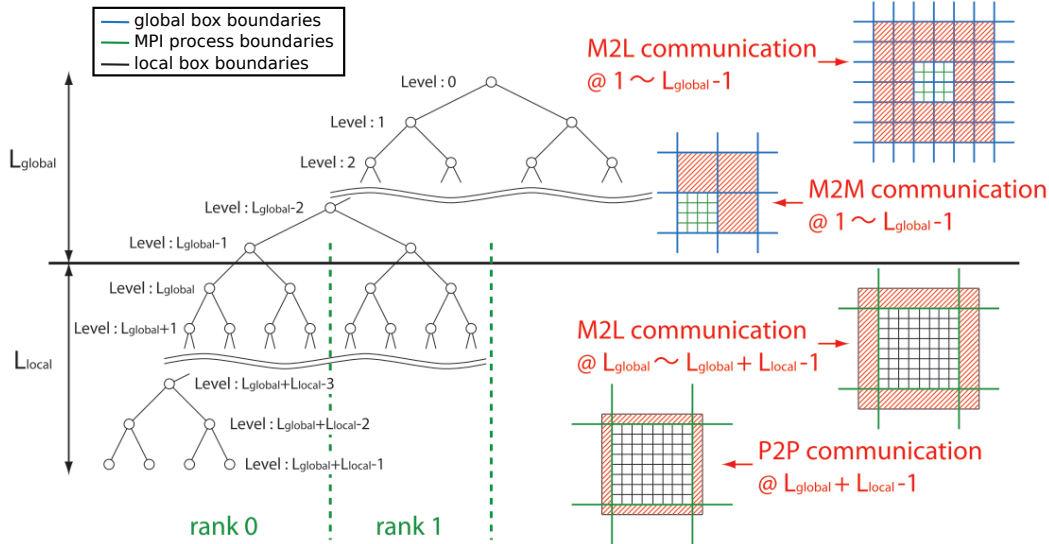 global box boundaries
MPI process boundaries
local box boundaries
M2L communication
@ 1～Lglobal-1
Level : 0
Level : 1
Lglobal
Level : 2
M2M communication
@ 1～Lglobal-1
Level : Lglobal-2
Level : Lglobal-1
Level : Lglobal
Level : Lglobal+1
M2L communication
@ Lglobal～Lglobal + Llocal-1
Llocal
Level : Lglobal+Llocal-3
Level : Lglobal+Llocal-2
Level : Lglobal+Llocal-1
P2P communication
@ Lglobal + Llocal-1
rank 0
rank 1